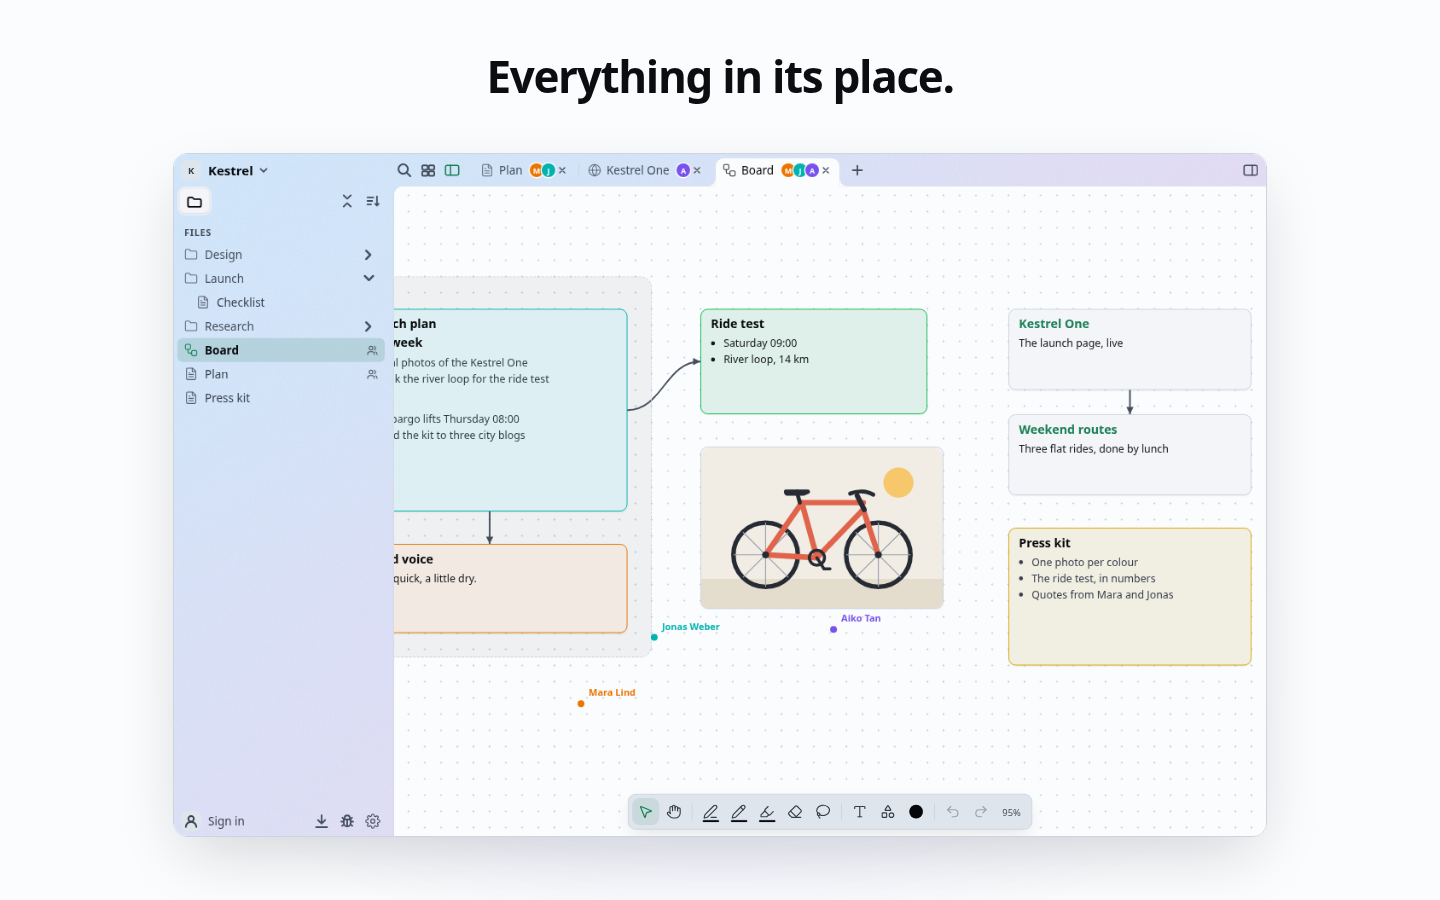 Everything in its place.
K Kestrel
Plan M J
Kestrel One A
Board M J A
FILES
Design
Launch
Checklist
Research
Board
Plan
Press kit
Sign in
ch plan
week
l photos of the Kestrel One
k the river loop for the ride test
bargo lifts Thursday 08:00
d the kit to three city blogs
d voice
quick, a little dry.
Ride test
Saturday 09:00
River loop, 14 km
Jonas Weber
Aiko Tan
Mara Lind
Kestrel One
The launch page, live
Weekend routes
Three flat rides, done by lunch
Press kit
One photo per colour
The ride test, in numbers
Quotes from Mara and Jonas
T
95%